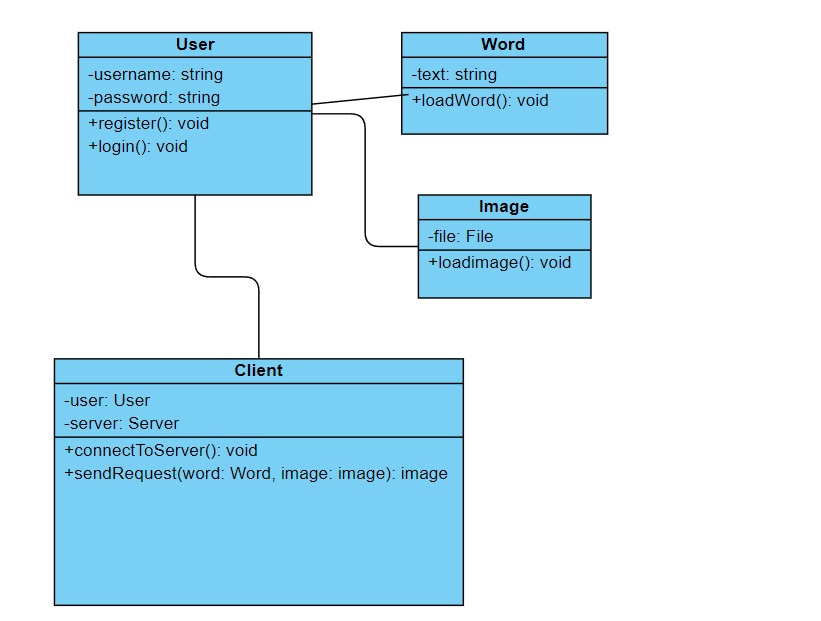 User
-username: string
-password: string
+register(): void
+login(): void
Word
-text: string
+loadWord(): void
Image
-file: File
+loadimage(): void
Client
-user: User
-server: Server
+connectToServer(): void
+sendRequest(word: Word, image: image): image